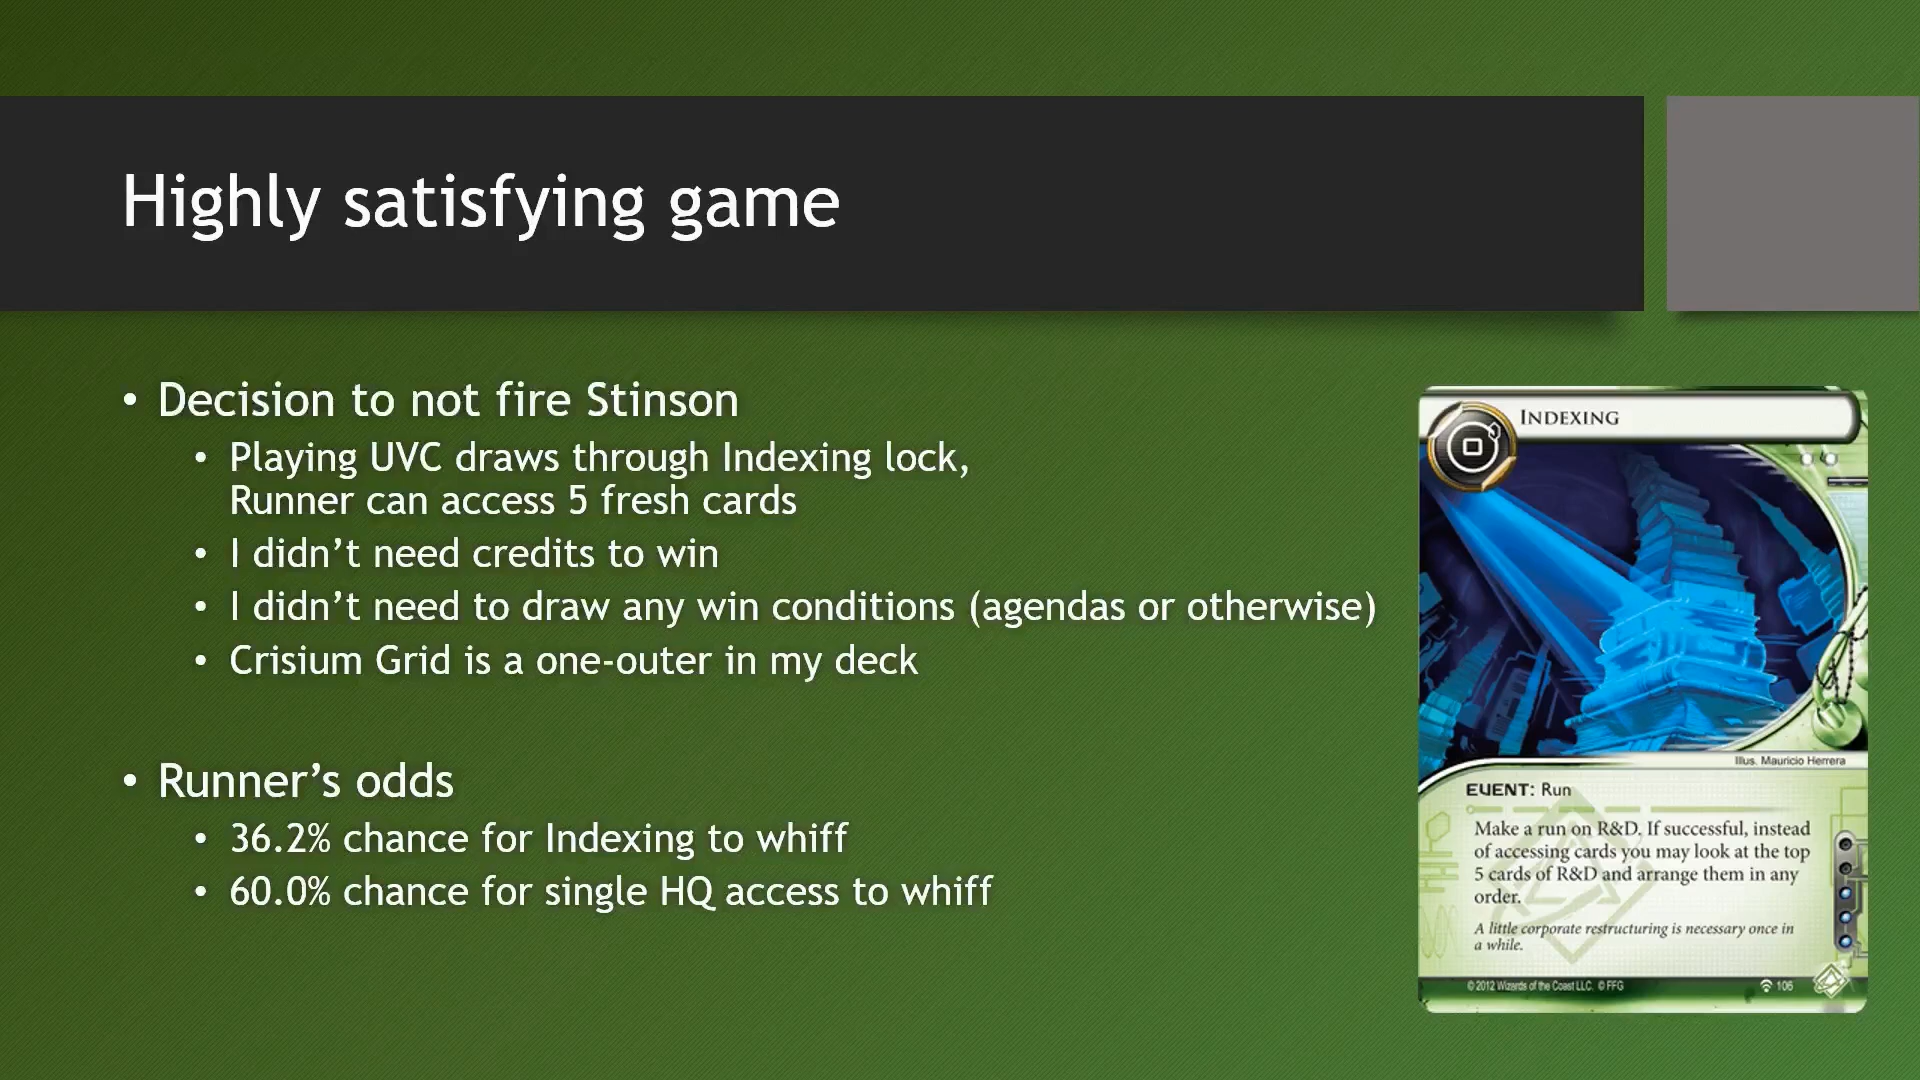 Highly satisfying game
• Decision to not fire Stinson
• Playing UVC draws through Indexing lock,
Runner can access 5 fresh cards
• I didn’t need credits to win
• I didn’t need to draw any win conditions (agendas or otherwise)
• Crisium Grid is a one-outer in my deck
• Runner’s odds
• 36.2% chance for Indexing to whiff
• 60.0% chance for single HQ access to whiff
INDEXING
Illus. Mauricio Herrera
EVENT: Run
Make a run on R&D. If successful, instead
of accessing cards you may look at the top
5 cards of R&D and arrange them in any
order.
A little corporate restructuring is necessary once in
a while.
© 2012 Wizards of the Coast LLC. © FFG
106